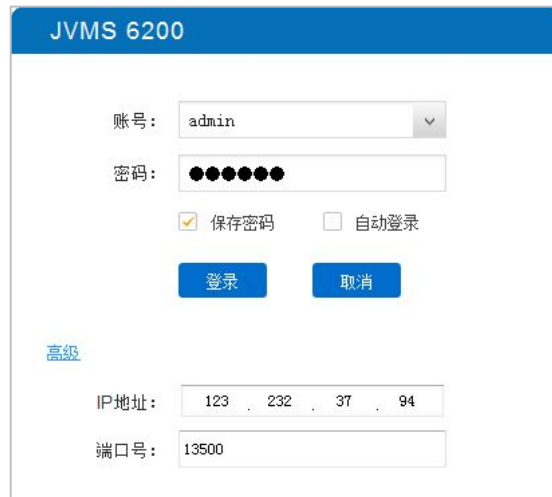 JVMS 6200
账号： admin
密码： ●●●●●●
保存密码 自动登录
登录 取消
高级
IP地址： 123 . 232 . 37 . 94
端口号： 13500